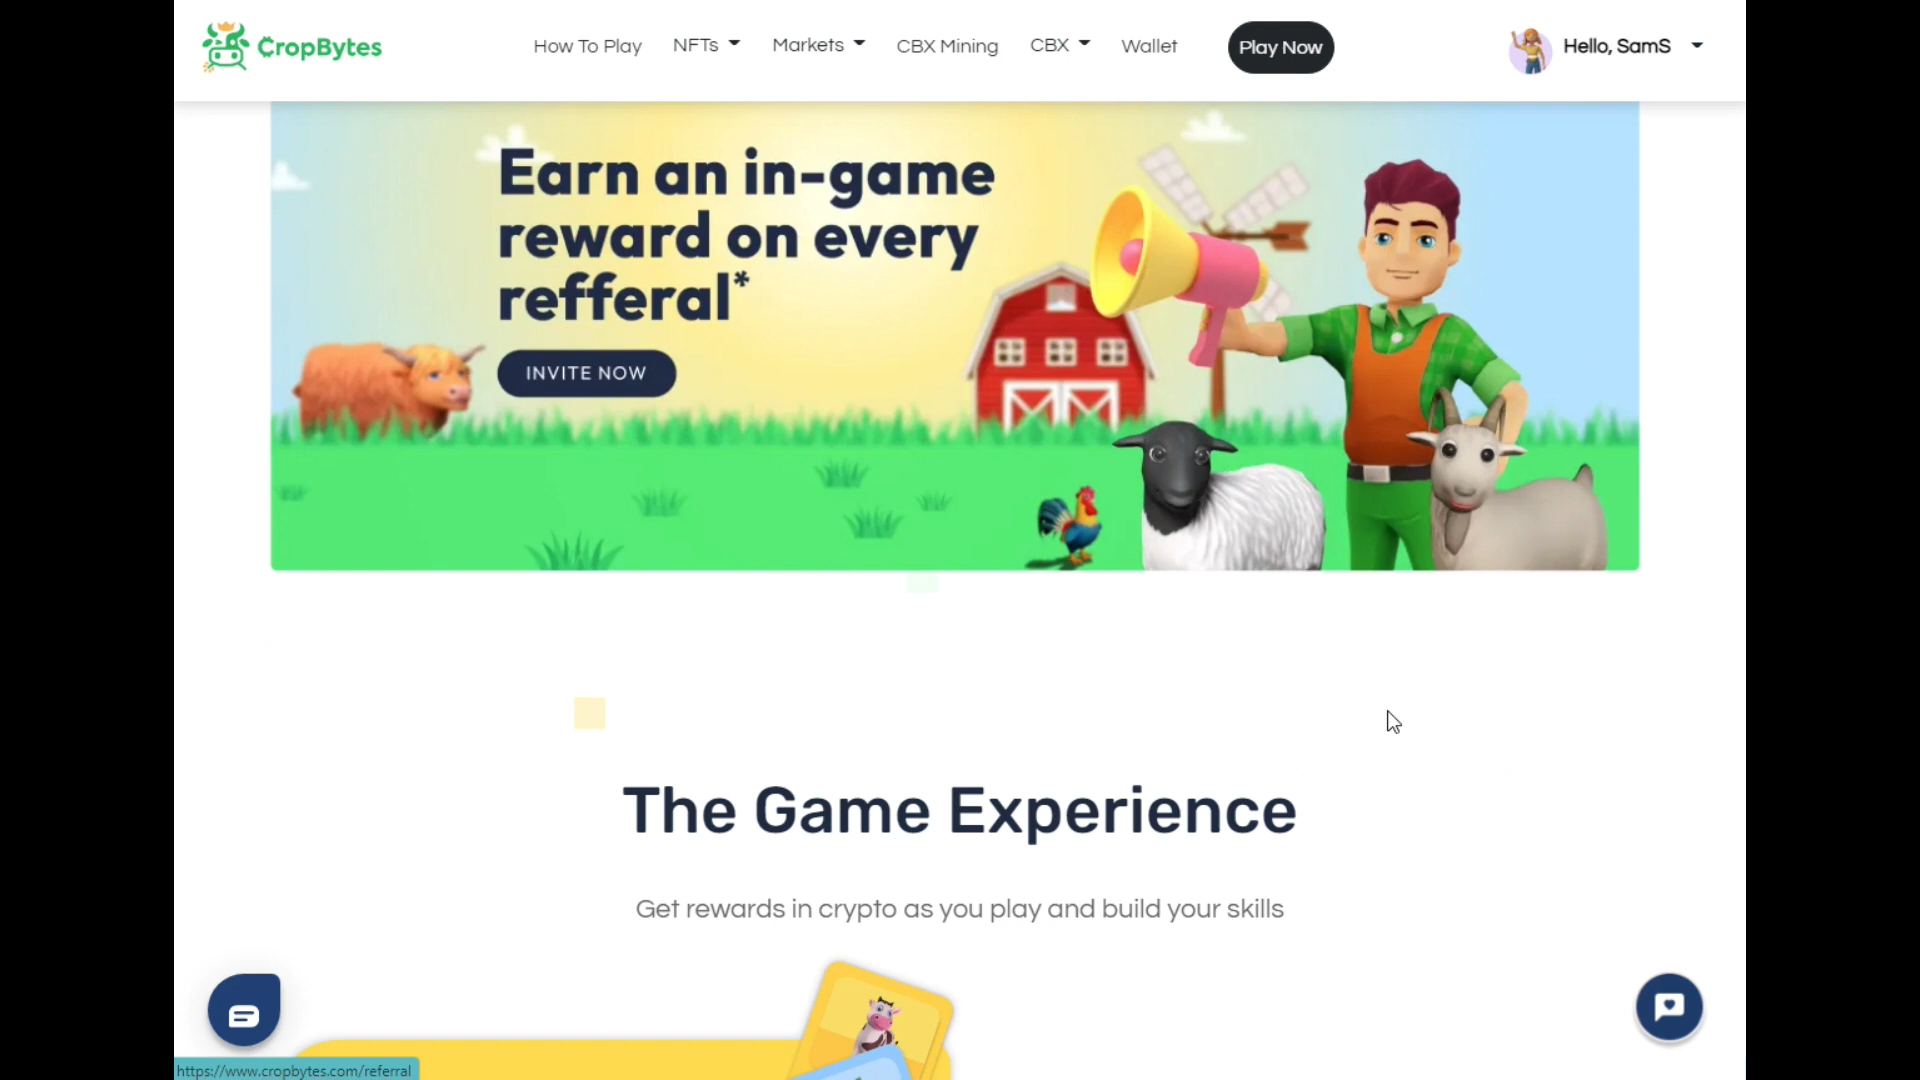 CropBytes
How To Play
NFTs
Markets
CBX Mining
CBX
Wallet
Play Now
Hello, SamS
Earn an in-game
reward on every
refferal*
INVITE NOW
The Game Experience
Get rewards in crypto as you play and build your skills
https://www.cropbytes.com/referral